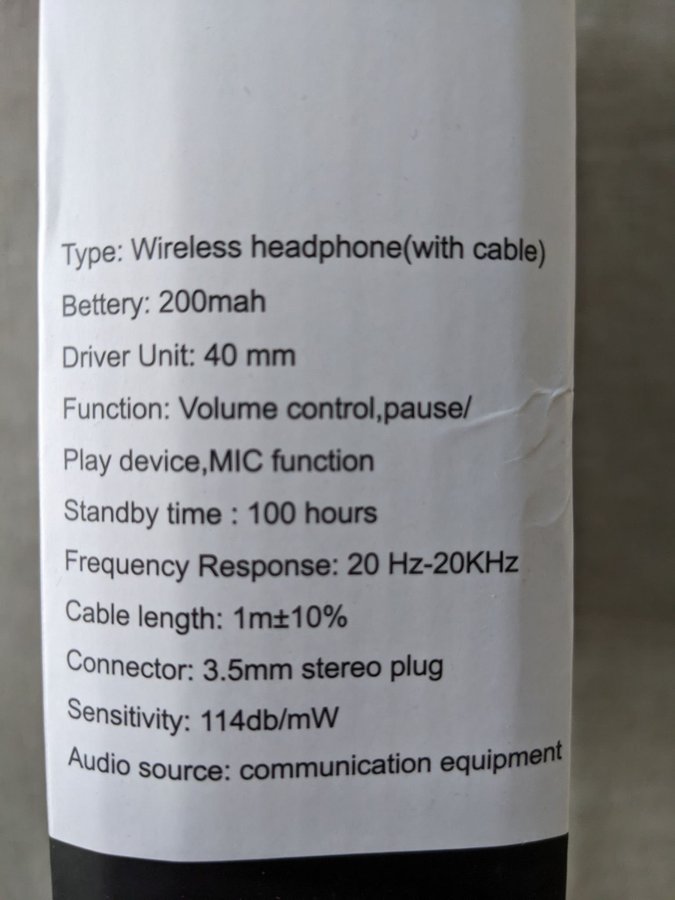 Type: Wireless headphone(with cable)
Bettery: 200mah
Driver Unit: 40 mm
Function: Volume control,pause/
Play device,MIC function
Standby time : 100 hours
Frequency Response: 20 Hz-20KHz
Cable length: 1m±10%
Connector: 3.5mm stereo plug
Sensitivity: 114db/mW
Audio source: communication equipment